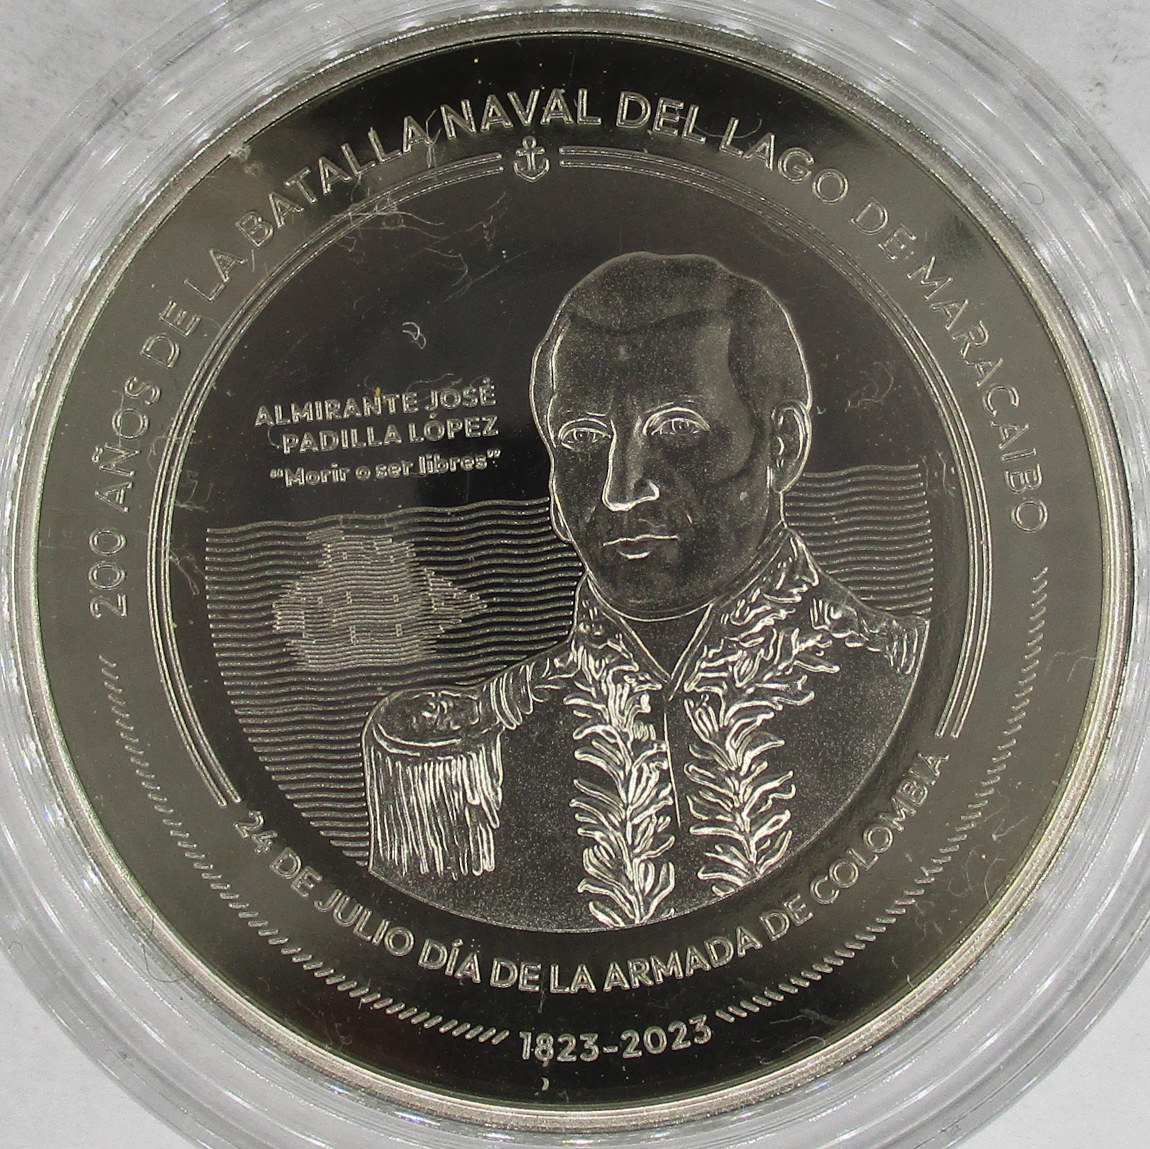 200 AÑOS DE LA BATALLA NAVAL DEL LAGO DE MARACAIBO
ALMIRANTE JOSÉ
PADILLA LÓPEZ
“Morir o ser libres”
24 DE JULIO DÍA DE LA ARMADA DE COLOMBIA
1823-2023